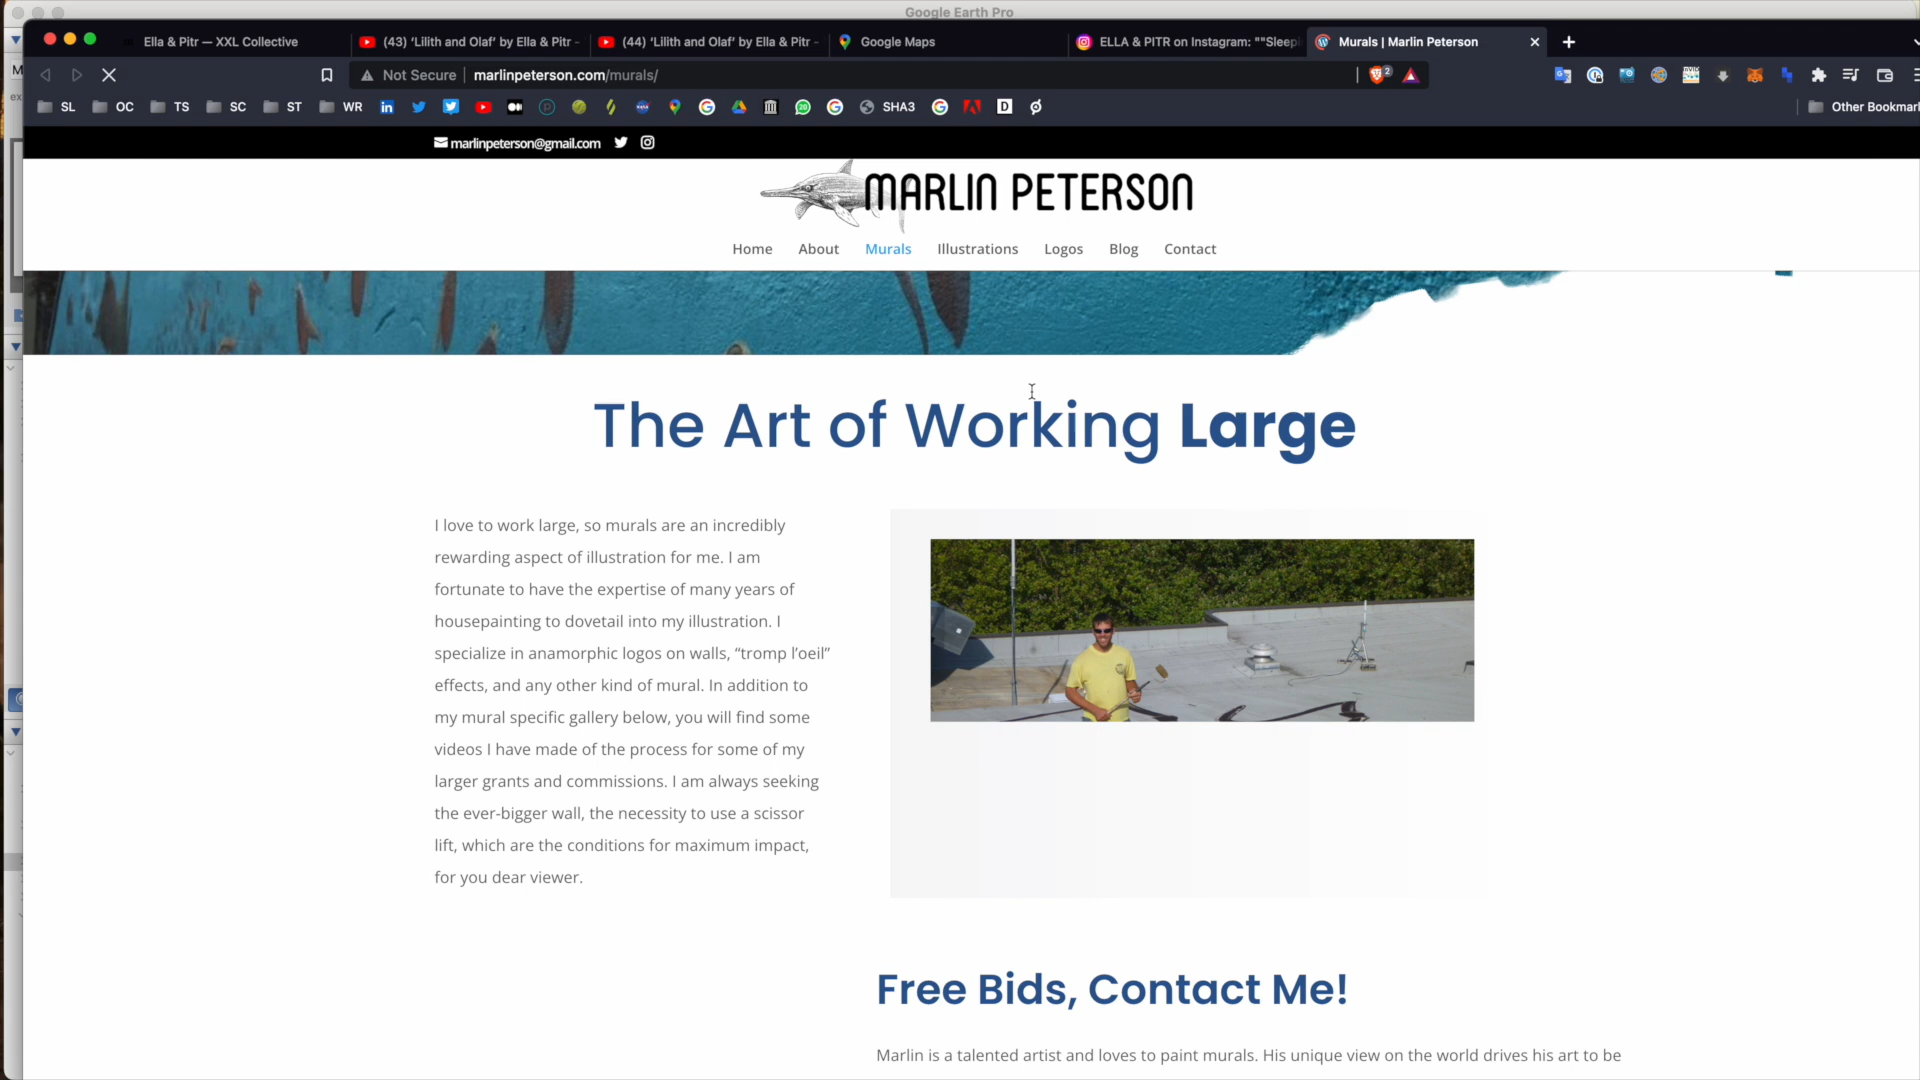 Google Earth Pro
Ella & Pitr — XXL Collective
(43) ‘Lilith and Olaf’ by Ella & Pitr -
(44) ‘Lilith and Olaf’ by Ella & Pitr -
Google Maps
ELLA & PITR on Instagram: ""Sleepi
Murals | Marlin Peterson
Not Secure
marlinpeterson.com/murals/
2
SL
OC
TS
SC
ST
WR
20
SHA3
D
Other Bookmar
marlinpeterson@gmail.com
MARLIN PETERSON
Home
About
Murals
Illustrations
Logos
Blog
Contact
The Art of Working Large
I love to work large, so murals are an incredibly
rewarding aspect of illustration for me. I am
fortunate to have the expertise of many years of
housepainting to dovetail into my illustration. I
specialize in anamorphic logos on walls, “tromp l’oeil”
effects, and any other kind of mural. In addition to
my mural specific gallery below, you will find some
videos I have made of the process for some of my
larger grants and commissions. I am always seeking
the ever-bigger wall, the necessity to use a scissor
lift, which are the conditions for maximum impact,
for you dear viewer.
Free Bids, Contact Me!
Marlin is a talented artist and loves to paint murals. His unique view on the world drives his art to be